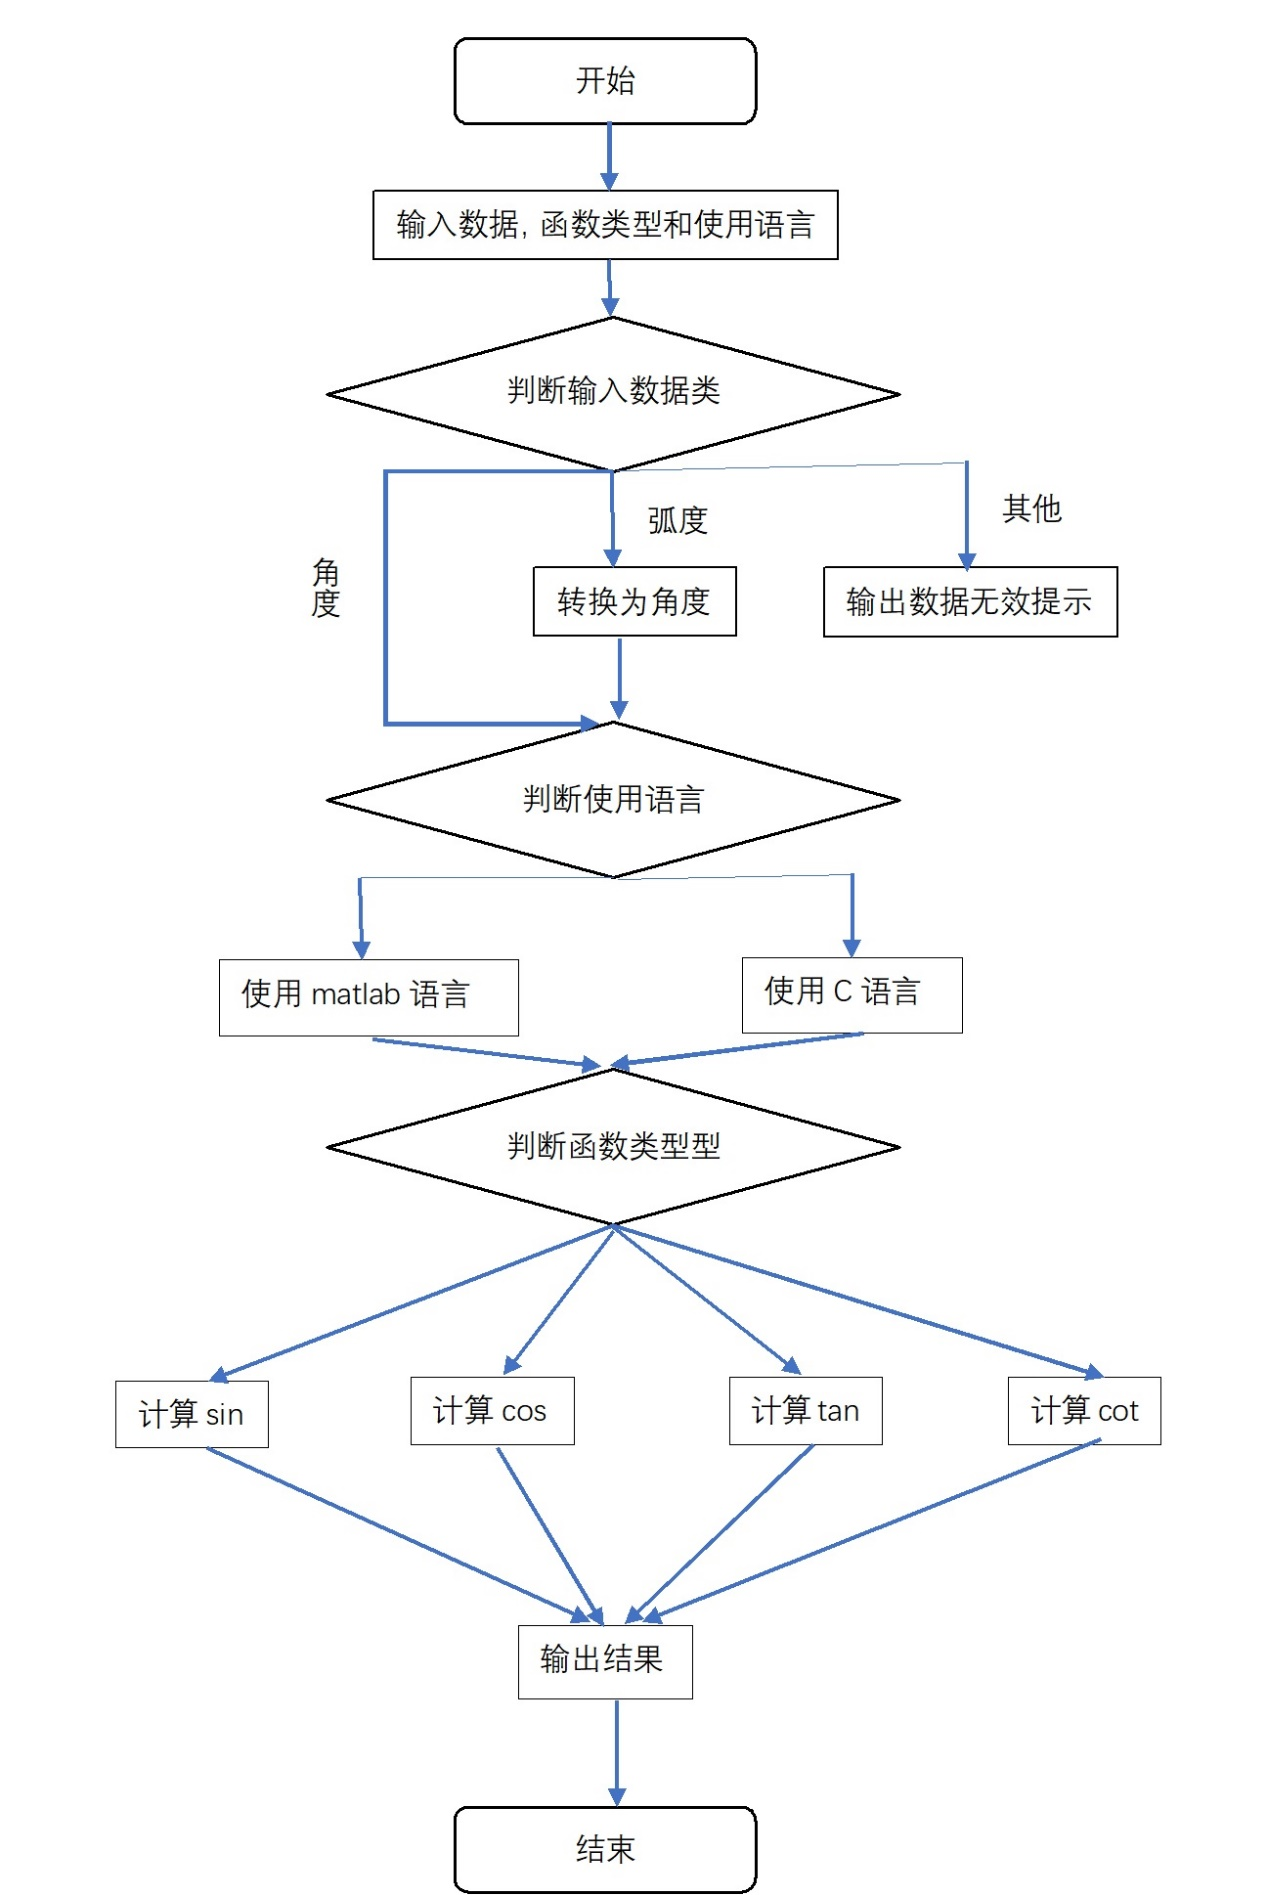 开始
输入数据, 函数类型和使用语言
判断输入数据类
弧度
其他
角
度
转换为角度
输出数据无效提示
判断使用语言
使用 matlab 语言
使用 C 语言
判断函数类型型
计算 sin
计算 cos
计算 tan
计算 cot
输出结果
结束